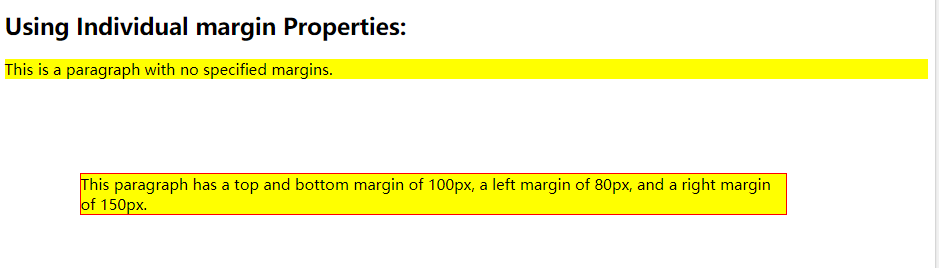 Using Individual margin Properties:
This is a paragraph with no specified margins.
This paragraph has a top and bottom margin of 100px, a left margin of 80px, and a right margin
of 150px.